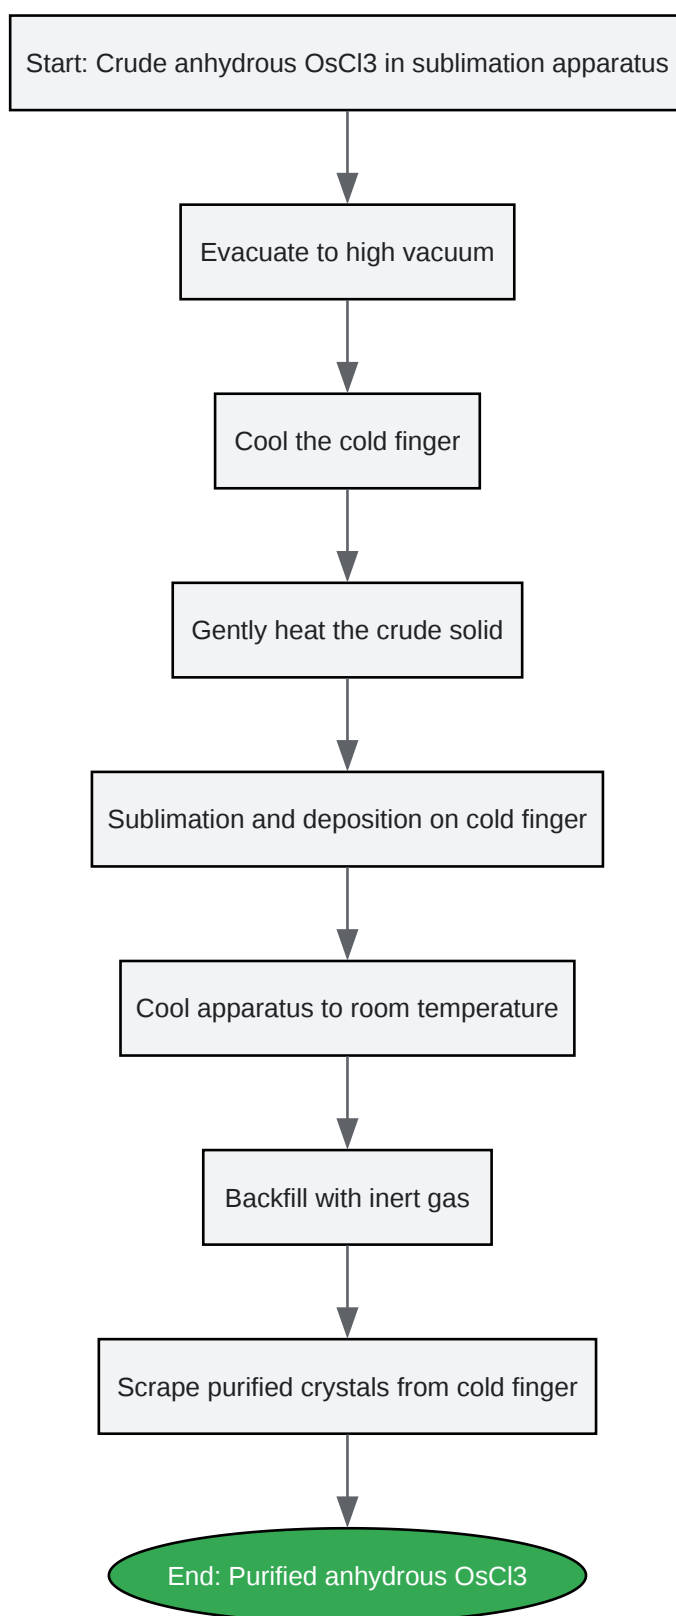 Start: Crude anhydrous OsCl3 in sublimation apparatus
Evacuate to high vacuum
Cool the cold finger
Gently heat the crude solid
Sublimation and deposition on cold finger
Cool apparatus to room temperature
Backfill with inert gas
Scrape purified crystals from cold finger
End: Purified anhydrous OsCl3